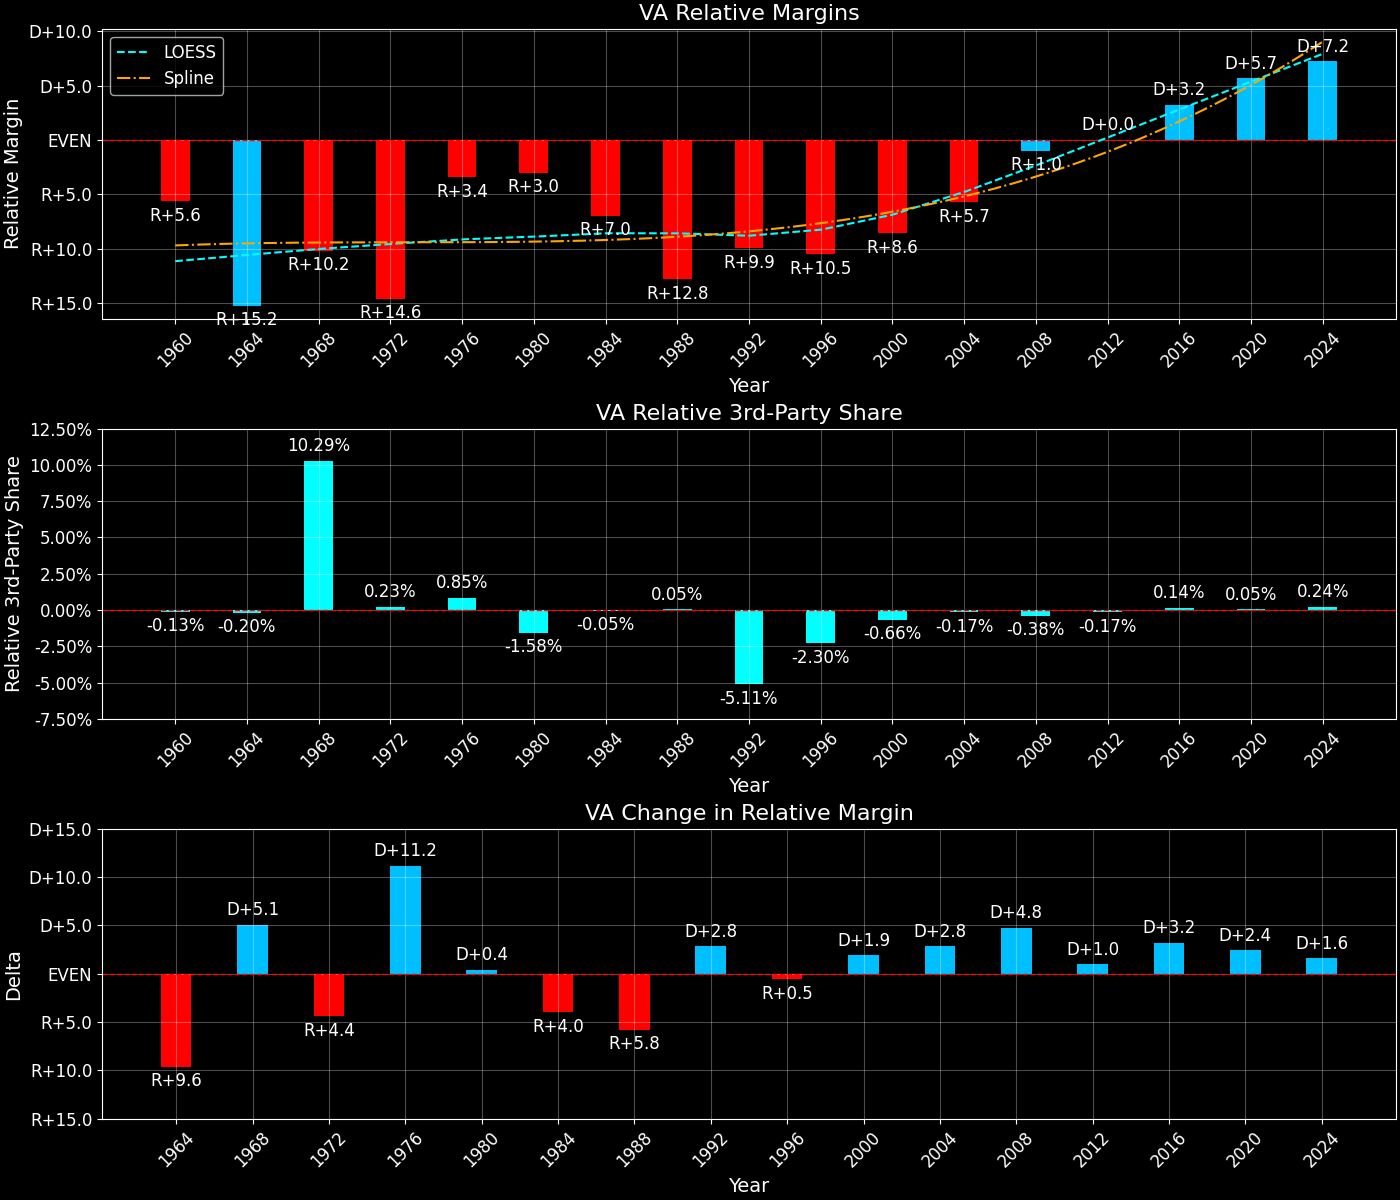 VA Relative Margins
Relative Margin
D+10.0
D+5.0
EVEN
R+5.0
R+10.0
R+15.0
LOESS
Spline
R+5.6
R+15.2
R+10.2
R+14.6
R+3.4
R+3.0
R+7.0
R+12.8
R+9.9
R+10.5
R+8.6
R+5.7
R+1.0
D+0.0
D+3.2
D+5.7
D+7.2
1960 1964 1968 1972 1976 1980 1984 1988 1992 1996 2000 2004 2008 2012 2016 2020 2024
Year
VA Relative 3rd-Party Share
Relative 3rd-Party Share
12.50%
10.00%
7.50%
5.00%
2.50%
0.00%
-2.50%
-5.00%
-7.50%
-0.13%
-0.20%
10.29%
0.23%
0.85%
-1.58%
-0.05%
0.05%
-5.11%
-2.30%
-0.66%
-0.17%
-0.38%
-0.17%
0.14%
0.05%
0.24%
1960 1964 1968 1972 1976 1980 1984 1988 1992 1996 2000 2004 2008 2012 2016 2020 2024
Year
VA Change in Relative Margin
Delta
D+15.0
D+10.0
D+5.0
EVEN
R+5.0
R+10.0
R+15.0
R+9.6
D+5.1
R+4.4
D+11.2
D+0.4
R+4.0
R+5.8
D+2.8
R+0.5
D+1.9
D+2.8
D+4.8
D+1.0
D+3.2
D+2.4
D+1.6
1964 1968 1972 1976 1980 1984 1988 1992 1996 2000 2004 2008 2012 2016 2020 2024
Year